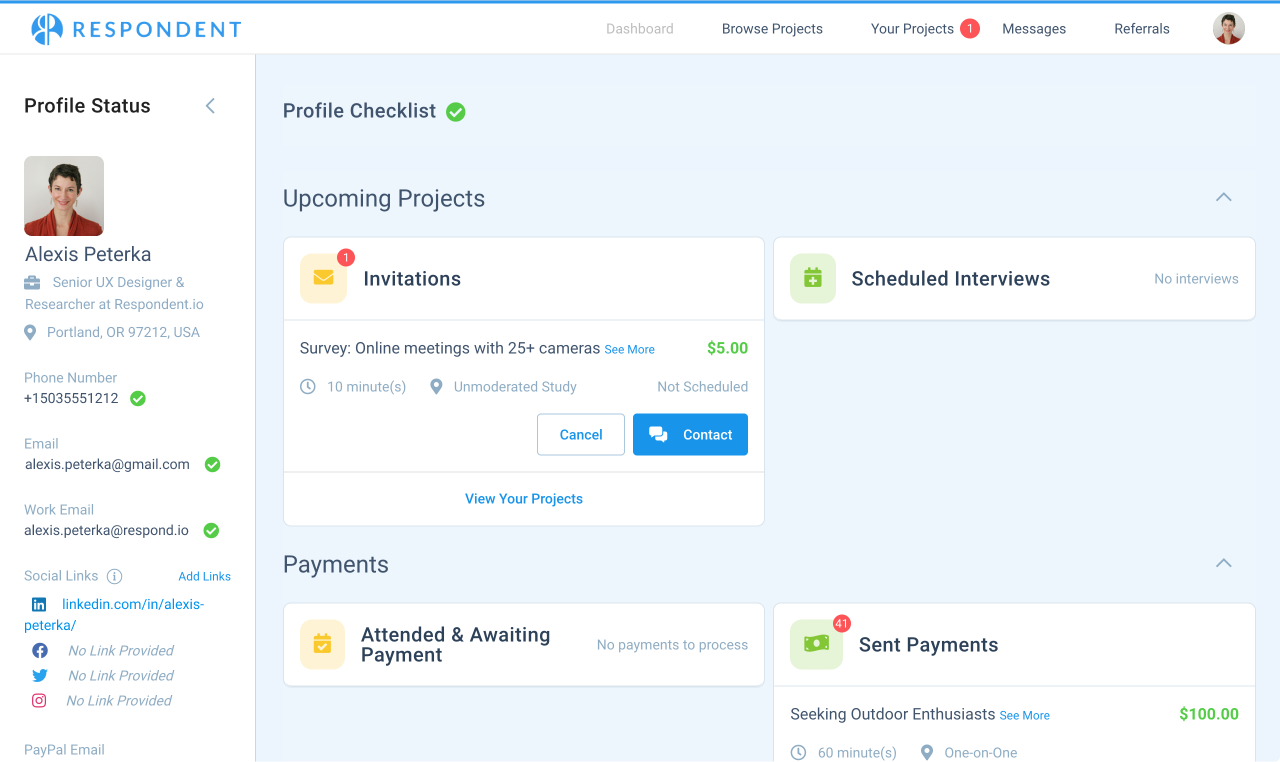 RESPONDENT
Dashboard
Browse Projects
Your Projects 1
Messages
Referrals
Profile Status
Alexis Peterka
Senior UX Designer &
Researcher at Respondent.io
Portland, OR 97212, USA
Phone Number
+15035551212
Email
alexis.peterka@gmail.com
Work Email
alexis.peterka@respond.io
Social Links
Add Links
linkedin.com/in/alexis-
peterka/
No Link Provided
No Link Provided
No Link Provided
PayPal Email
Profile Checklist
Upcoming Projects
1
Invitations
Survey: Online meetings with 25+ cameras See More $5.00
10 minute(s) Unmoderated Study Not Scheduled
Cancel
Contact
View Your Projects
Scheduled Interviews
No interviews
Payments
Attended & Awaiting
Payment
No payments to process
41
Sent Payments
Seeking Outdoor Enthusiasts See More $100.00
60 minute(s) One-on-One